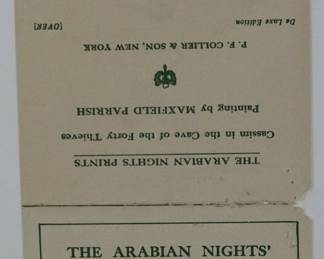 THE ARABIAN NIGHTS PRINTS
Cassim in the Cave of the Forty Thieves
Painting by MAXFIELD PARRISH
P. F. COLLIER & SON, NEW YORK
De Luxe Edition
[OVER]
THE ARABIAN NIGHTS'